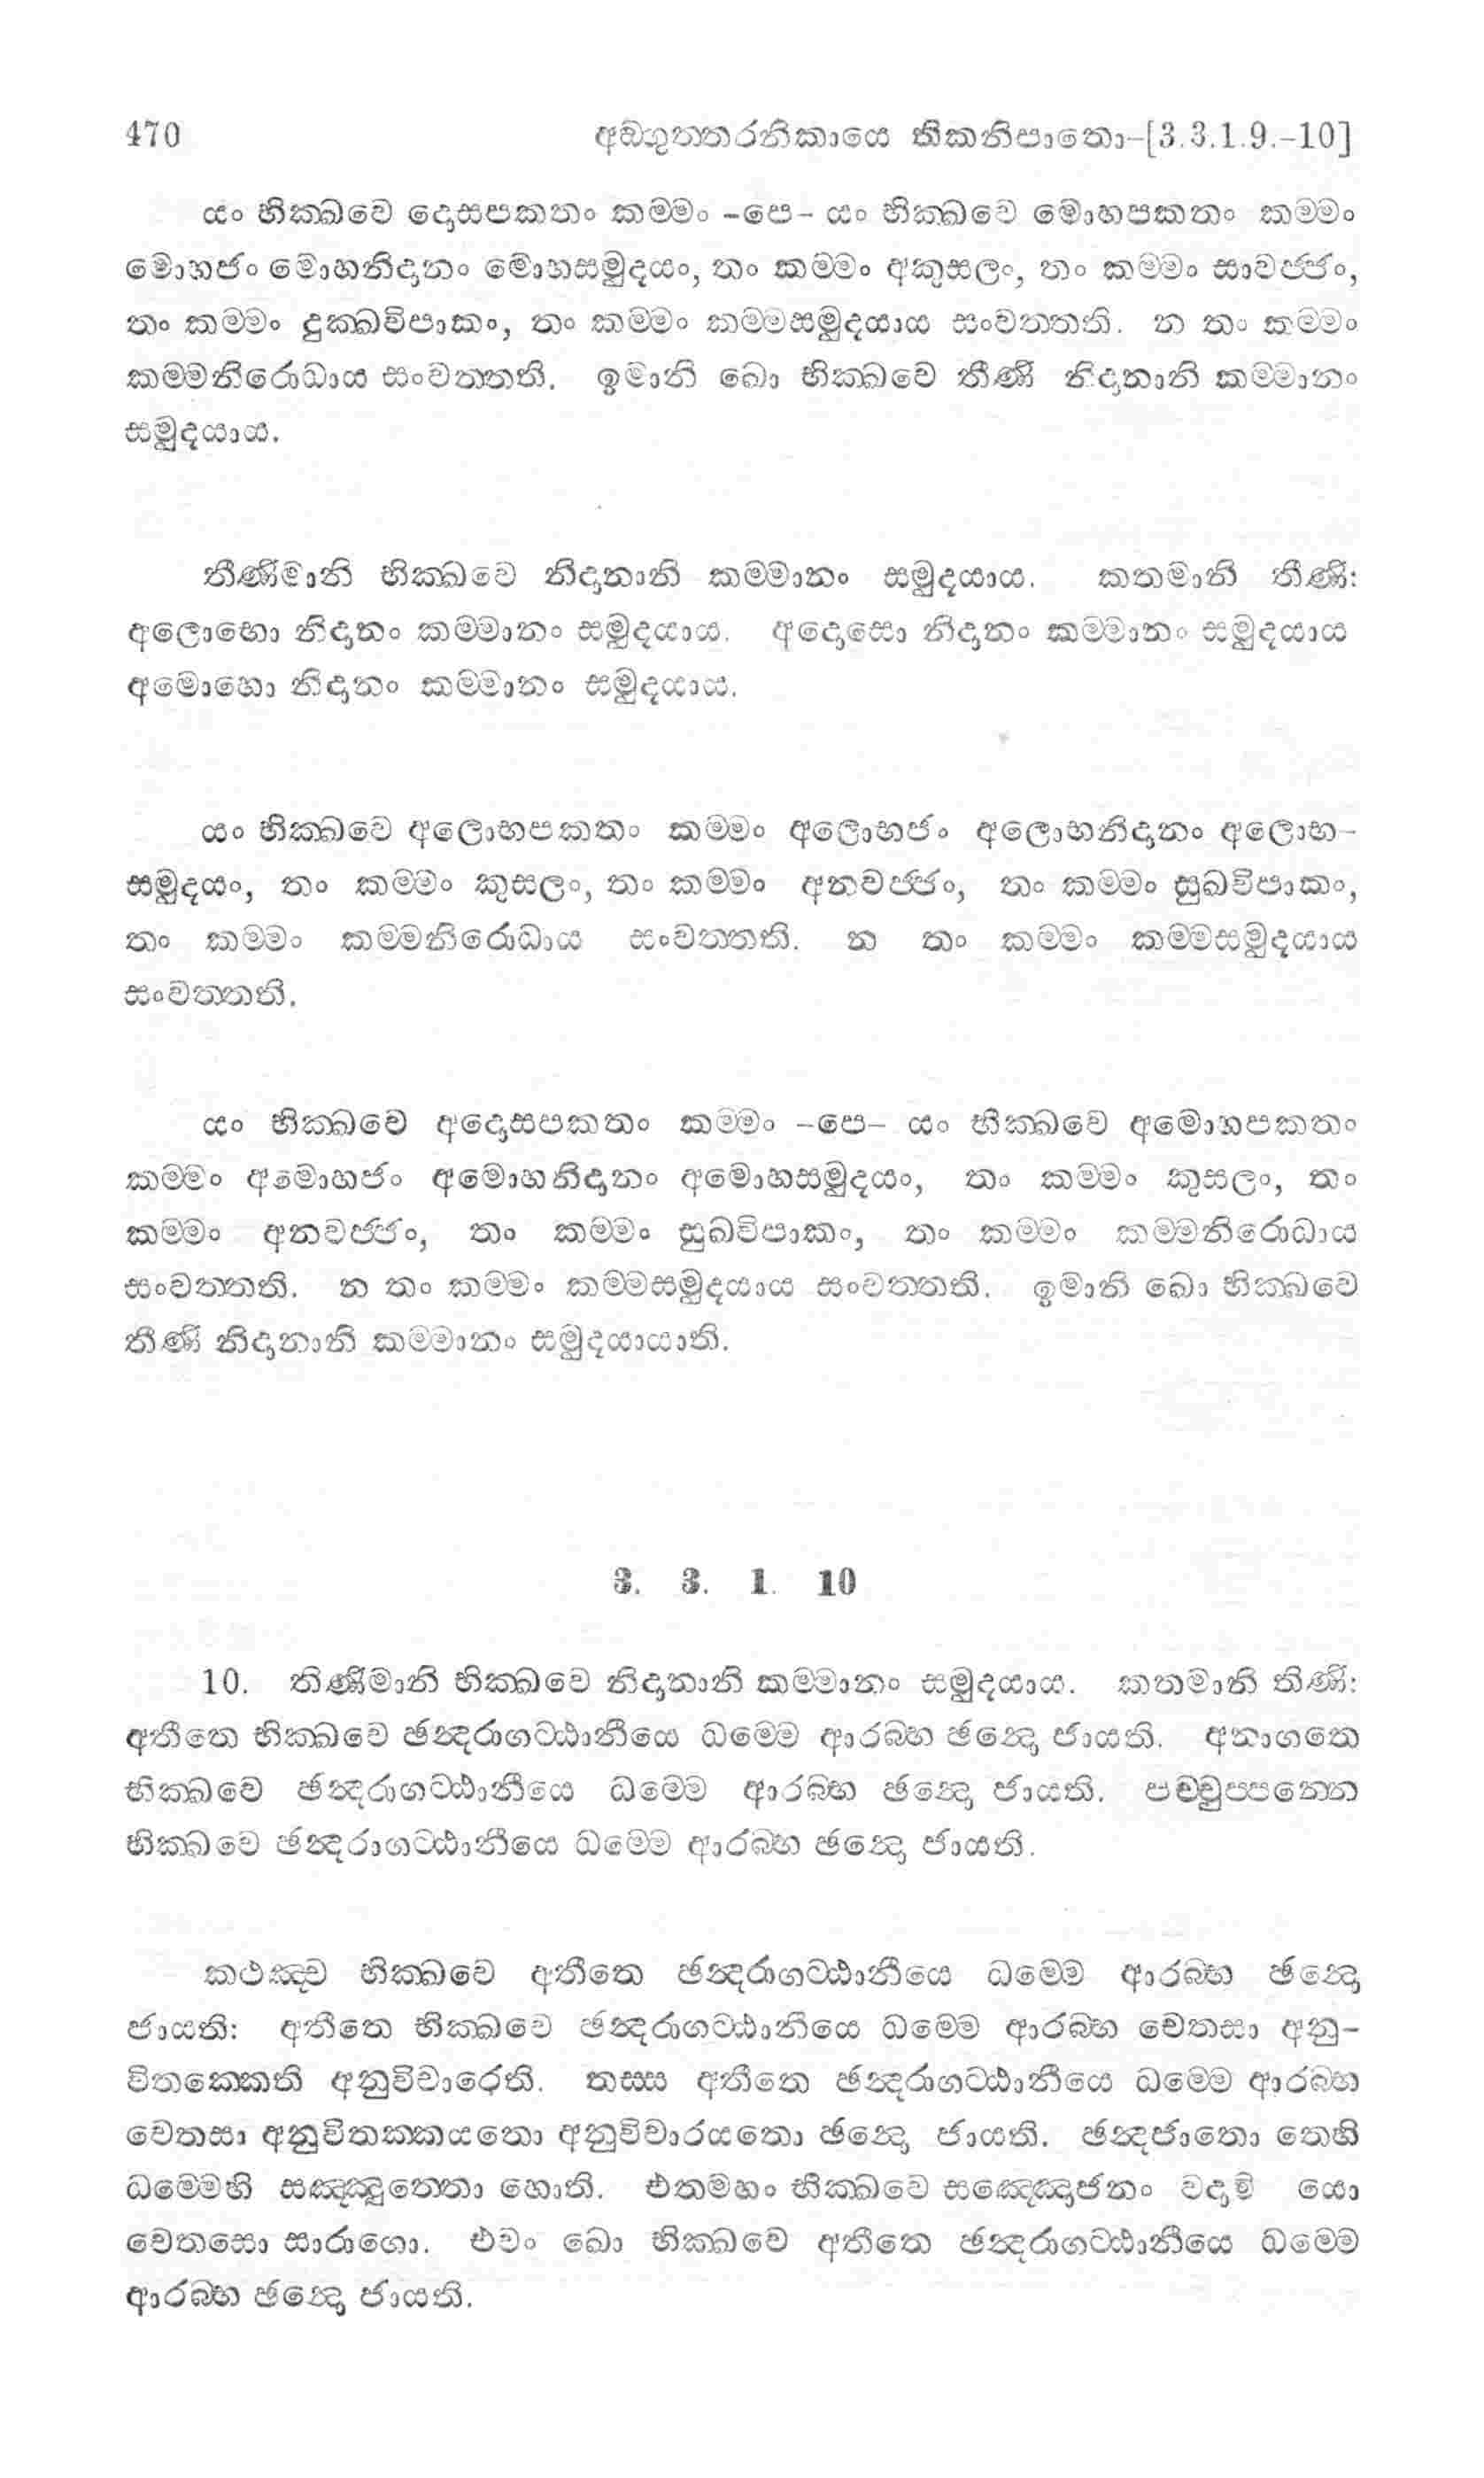 470 අඞ්ගුත්තරනිකායෙ තිකනිපාතො–[3.3.1.9.–10]
යං භික්ඛවෙ දොසපකතං කම්මං –පෙ– යං භික්ඛවෙ මොහපකතං කම්මං
මොහජං මොහනිදානං මොහසමුදයං, තං කම්මං අකුසලං, තං කම්මං සාවජ්ජං,
තං කම්මං දුක්ඛවිපාකං, තං කම්මං කම්මසමුදයාය සංවත්තති. න තං කම්මං
කම්මනිරොධාය සංවත්තති. ඉමානි ඛො භික්ඛවෙ තීණි නිදානානි කම්මානං
සමුදයාය.
තීණිමානි භික්ඛවෙ නිදානානි කම්මානං සමුදයාය. කතමානි තීණි:
අලොභො නිදානං කම්මානං සමුදයාය. අදොසො නිදානං කම්මානං සමුදයාය
අමොහො නිදානං කම්මානං සමුදයාය.
යං භික්ඛවෙ අලොභපකතං කම්මං අලොභජං අලොභනිදානං අලොභ–
සමුදයං, තං කම්මං කුසලං, තං කම්මං අනවජ්ජං, තං කම්මං සුඛවිපාකං,
තං කම්මං කම්මනිරොධාය සංවත්තති. න තං කම්මං කම්මසමුදයාය
සංවත්තති.
යං භික්ඛවෙ අදොසපකතං කම්මං –පෙ– යං භික්ඛවෙ අමොහපකතං
කම්මං අමොහජං අමොහනිදානං අමොහසමුදයං, තං කම්මං කුසලං, තං
කම්මං අනවජ්ජං, තං කම්මං සුඛවිපාකං, තං කම්මං කම්මනිරොධාය
සංවත්තති. න තං කම්මං කම්මසමුදයාය සංවත්තති. ඉමානි ඛො භික්ඛවෙ
තීණි නිදානානි කම්මානං සමුදයායාති.
3. 3. 1. 10
10. තිණිමානි භික්ඛවෙ නිදානානි කම්මානං සමුදයාය. කතමානි තිණි:
අතීතෙ භික්ඛවෙ ඡන්දරාගට්ඨානීයෙ ධම්මෙ ආරබ්භ ඡන්දො ජායති. අනාගතෙ
භික්ඛවෙ ඡන්දරාගට්ඨානීයෙ ධම්මෙ ආරබ්භ ඡන්දො ජායති. පච්චුප්පන්නෙ
භික්ඛවෙ ඡන්දරාගට්ඨානීයෙ ධම්මෙ ආරබ්භ ඡන්දො ජායති.
කථඤ්ච භික්ඛවෙ අතීතෙ ඡන්දරාගට්ඨානීයෙ ධම්මෙ ආරබ්භ ඡන්දො
ජායති: අතීතෙ භික්ඛවෙ ඡන්දරාගට්ඨානීයෙ ධම්මෙ ආරබ්භ චෙතසා අනු–
විතක්කෙති අනුවිචාරෙති. තස්ස අතීතෙ ඡන්දරාගට්ඨානීයෙ ධම්මෙ ආරබ්භ
චෙතසා අනුවිතක්කයතො අනුවිචාරයතො ඡන්දො ජායති. ඡන්දජාතො තෙහි
ධම්මෙහි සඤ්ඤුත්තො හොති. එතමහං භික්ඛවෙ සඤ්ඤොජනං වදාමි යො
චෙතසො සාරාගො. එවං ඛො භික්ඛවෙ අතීතෙ ඡන්දරාගට්ඨානීයෙ ධම්මෙ
ආරබ්භ ඡන්දො ජායති.